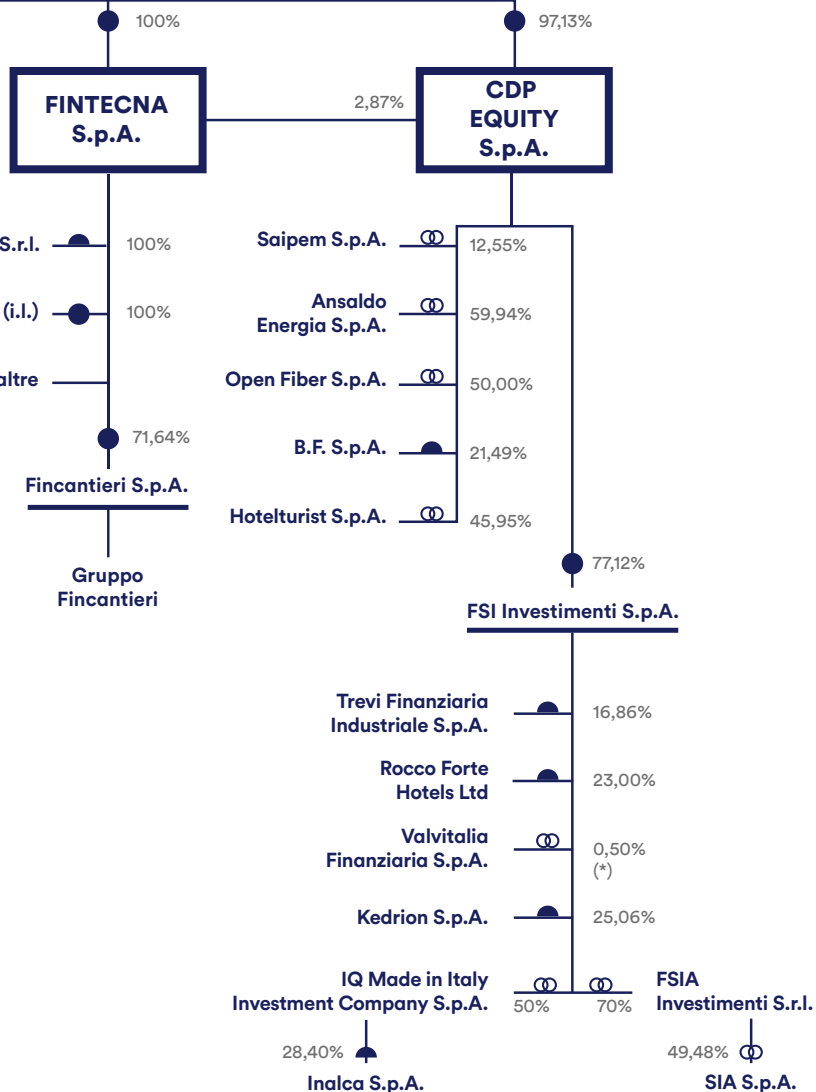 100%
97,13%
FINTECNA
S.p.A.
2,87%
CDP
EQUITY
S.p.A.
S.r.l.
100%
(i.l.)
100%
altre
71,64%
Fincantieri S.p.A.
Gruppo
Fincantieri
Saipem S.p.A.
12,55%
Ansaldo
Energia S.p.A.
59,94%
Open Fiber S.p.A.
50,00%
B.F. S.p.A.
21,49%
Hotelturist S.p.A.
45,95%
77,12%
FSI Investimenti S.p.A.
Trevi Finanziaria
Industriale S.p.A.
16,86%
Rocco Forte
Hotels Ltd
23,00%
Valvitalia
Finanziaria S.p.A.
0,50%
(*)
Kedrion S.p.A.
25,06%
IQ Made in Italy
Investment Company S.p.A.
50%
70%
FSIA
Investimenti S.r.l.
28,40%
Inalca S.p.A.
49,48%
SIA S.p.A.